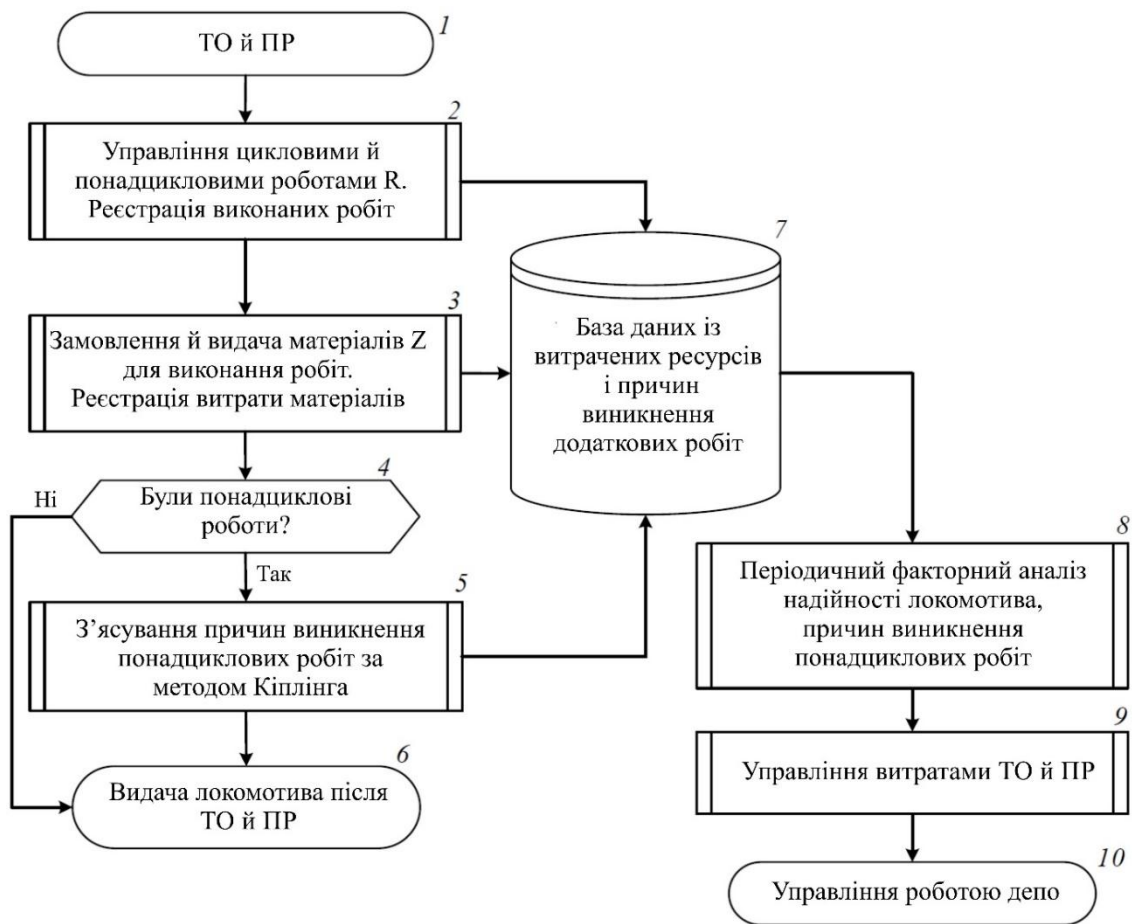 1
ТО й ПР
2
Управління цикловими й
понадцикловими роботами R.
Реєстрація виконаних робіт
3
Замовлення й видача матеріалів Z
для виконання робіт.
Реєстрація витрати матеріалів
4
Ні
Були понадциклові
роботи?
Так
5
З’ясування причин виникнення
понадциклових робіт за
методом Кіплінга
6
Видача локомотива після
ТО й ПР
7
База даних із
витрачених ресурсів
і причин
виникнення
додаткових робіт
8
Періодичний факторний аналіз
надійності локомотива,
причин виникнення
понадциклових робіт
9
Управління витратами ТО й ПР
10
Управління роботою депо